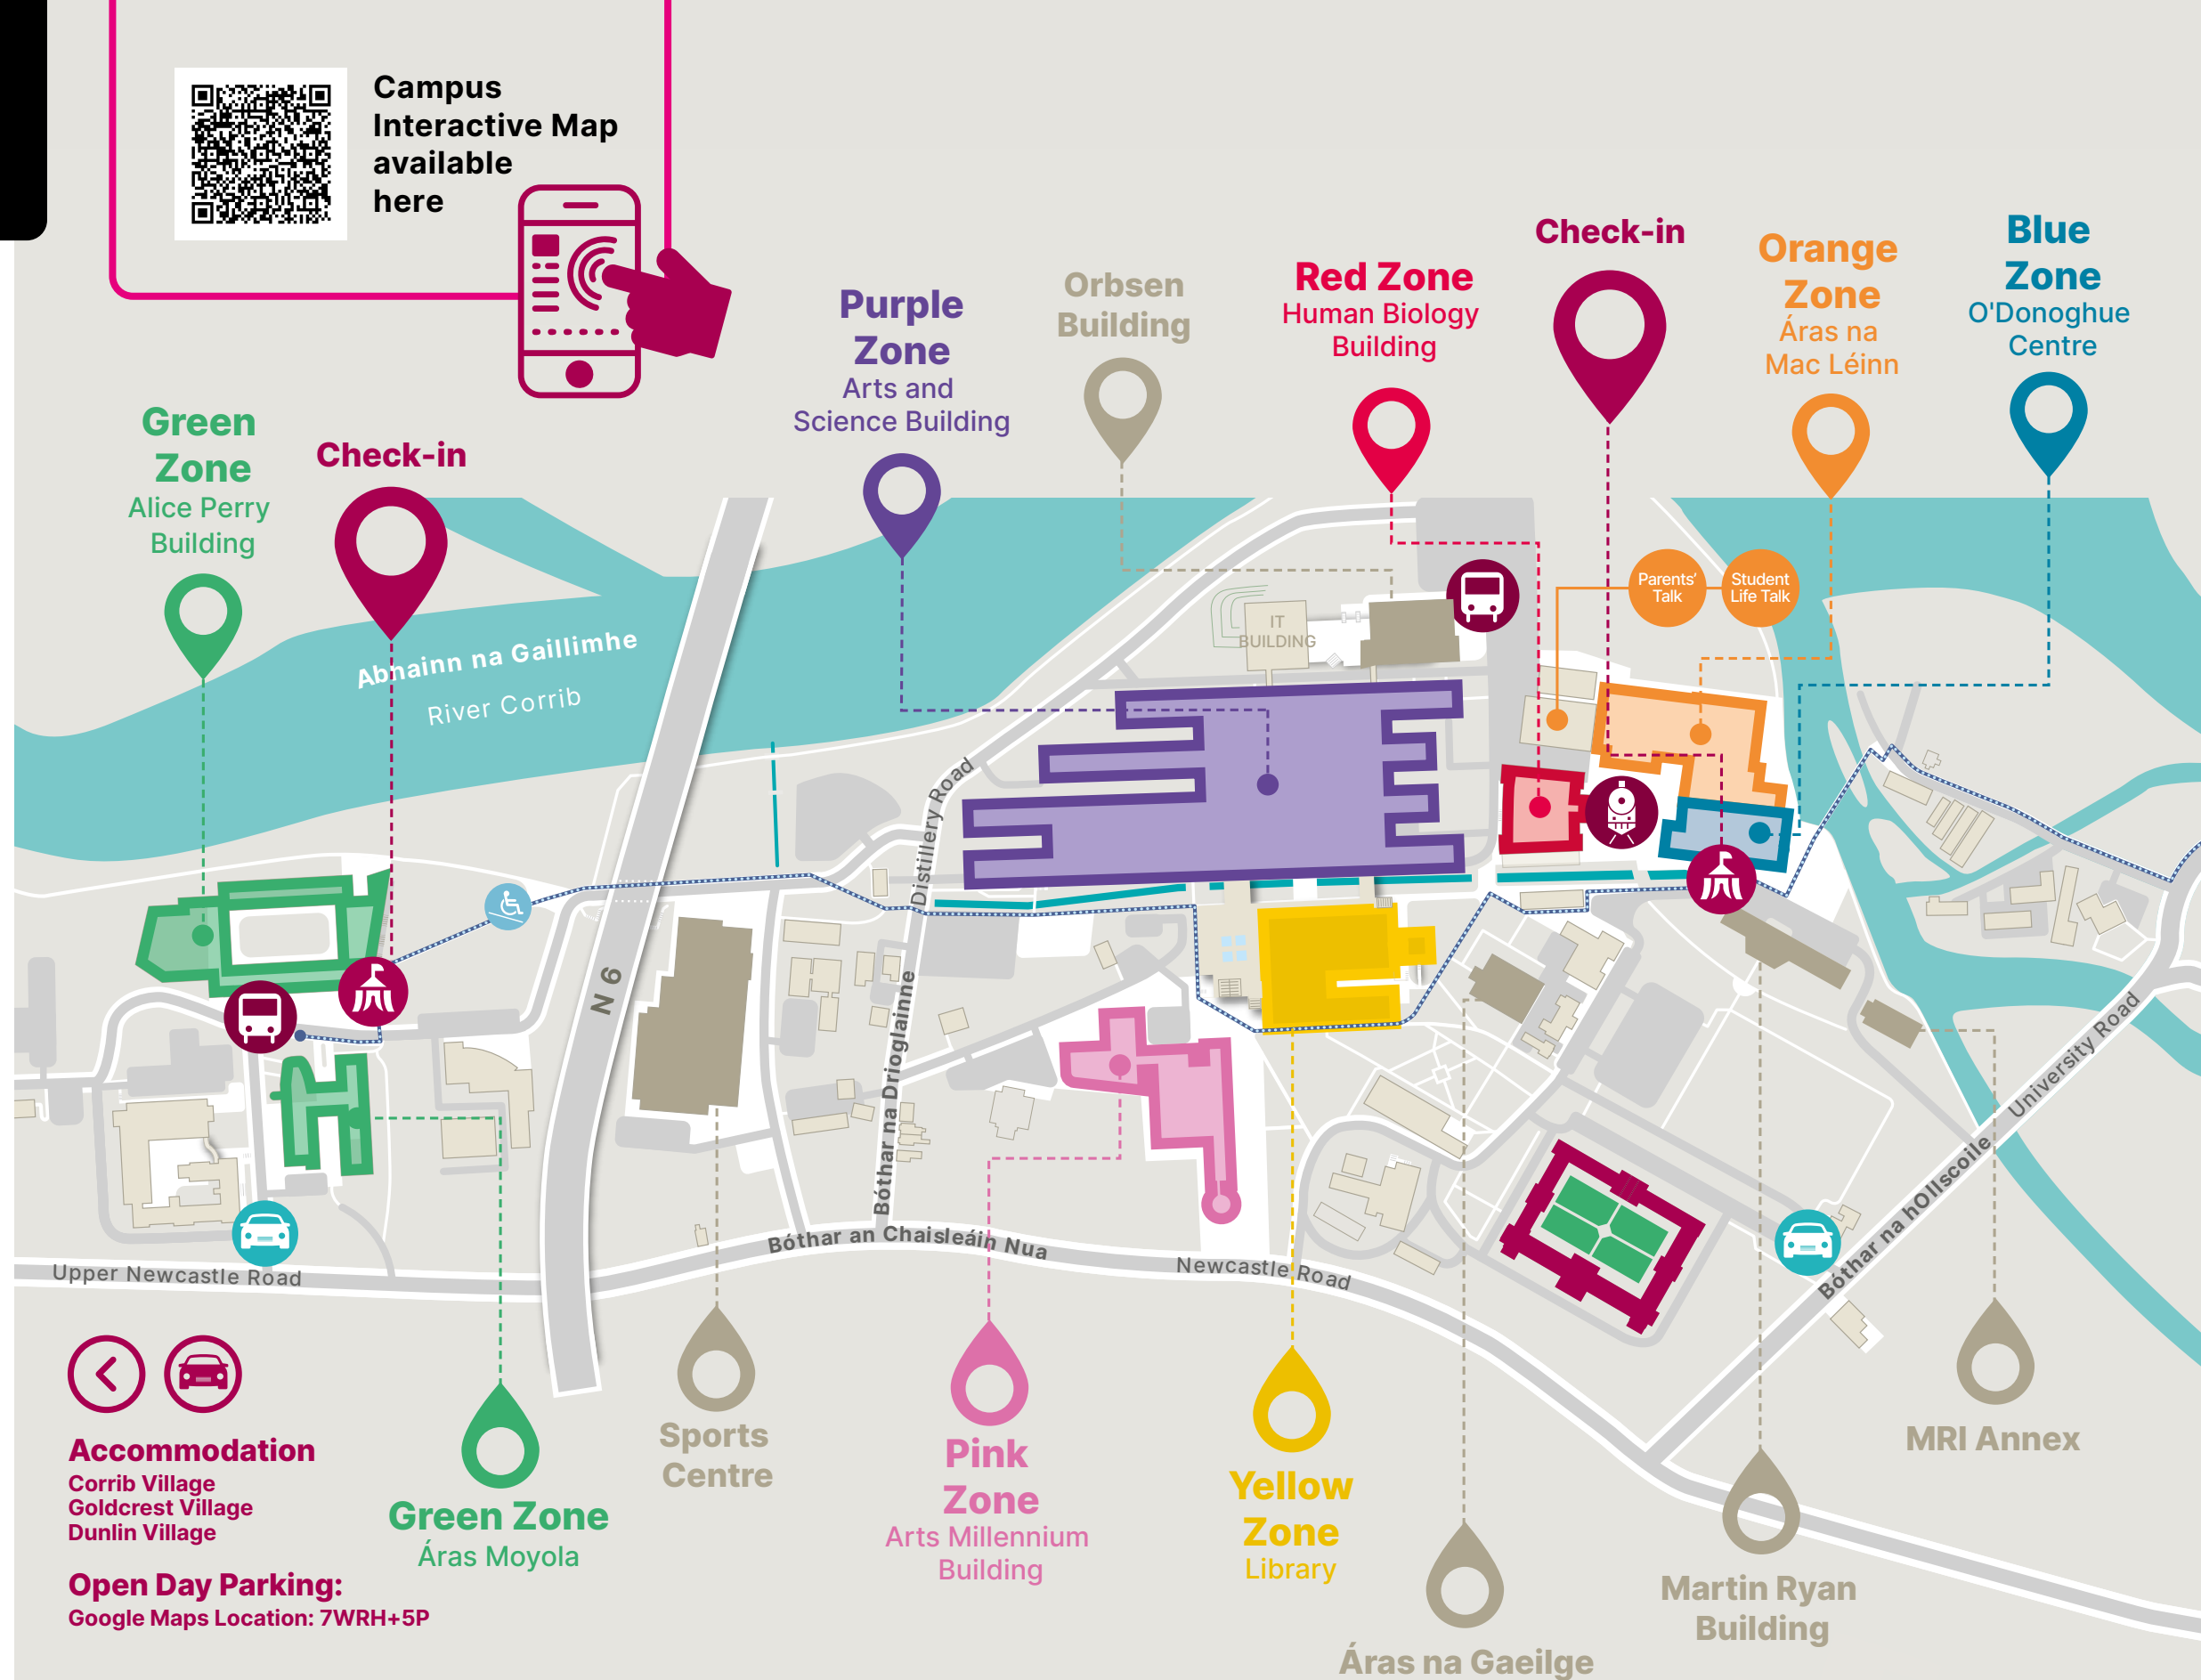 Campus
Interactive Map
available
here
Green
Zone
Alice Perry
Building
Check-in
Purple
Zone
Arts and
Science Building
Orbsen
Building
Red Zone
Human Biology
Building
Check-in
Orange
Zone
Áras na
Mac Léinn
Blue
Zone
O'Donoghue
Centre
Parents'
Talk
Student
Life Talk
IT
BUILDING
Abhainn na Gaillimhe
River Corrib
Distillery Road
N6
Bóthar na Drioglainne
Bóthar an Chaisleáin Nua
Newcastle Road
Upper Newcastle Road
University Road
Bóthar na hOllscoile
Accommodation
Corrib Village
Goldcrest Village
Dunlin Village
Open Day Parking:
Google Maps Location: 7WRH+5P
Green Zone
Áras Moyola
Sports
Centre
Pink
Zone
Arts Millennium
Building
Yellow
Zone
Library
Áras na Gaeilge
Martin Ryan
Building
MRI Annex